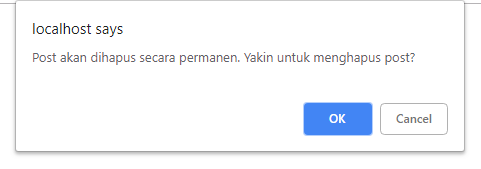 localhost says
Post akan dihapus secara permanen. Yakin untuk menghapus post?
OK
Cancel